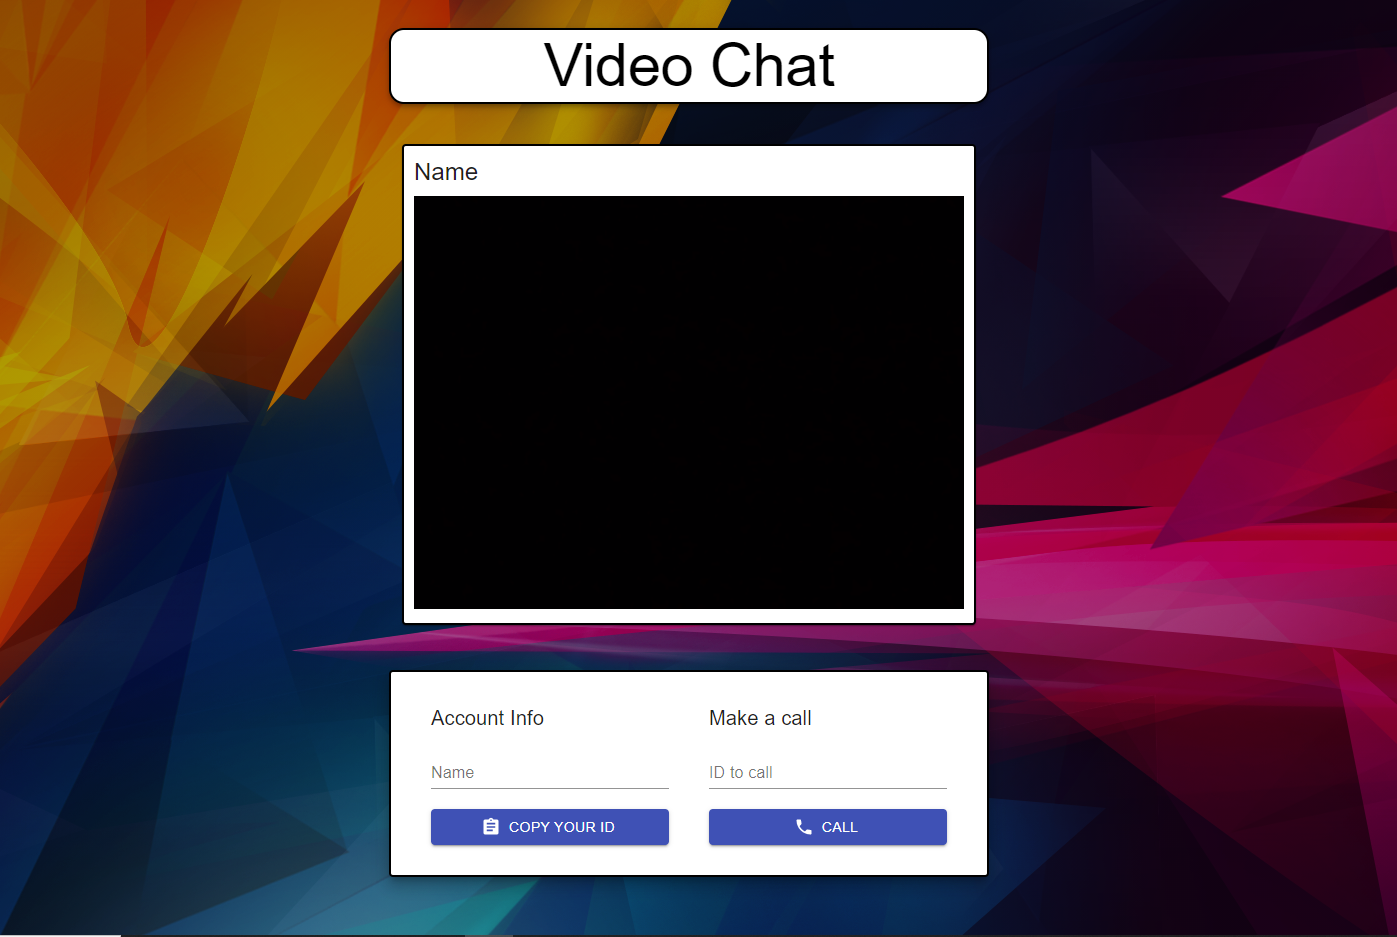 Video Chat
Name
Account Info
Name
COPY YOUR ID
Make a call
ID to call
CALL